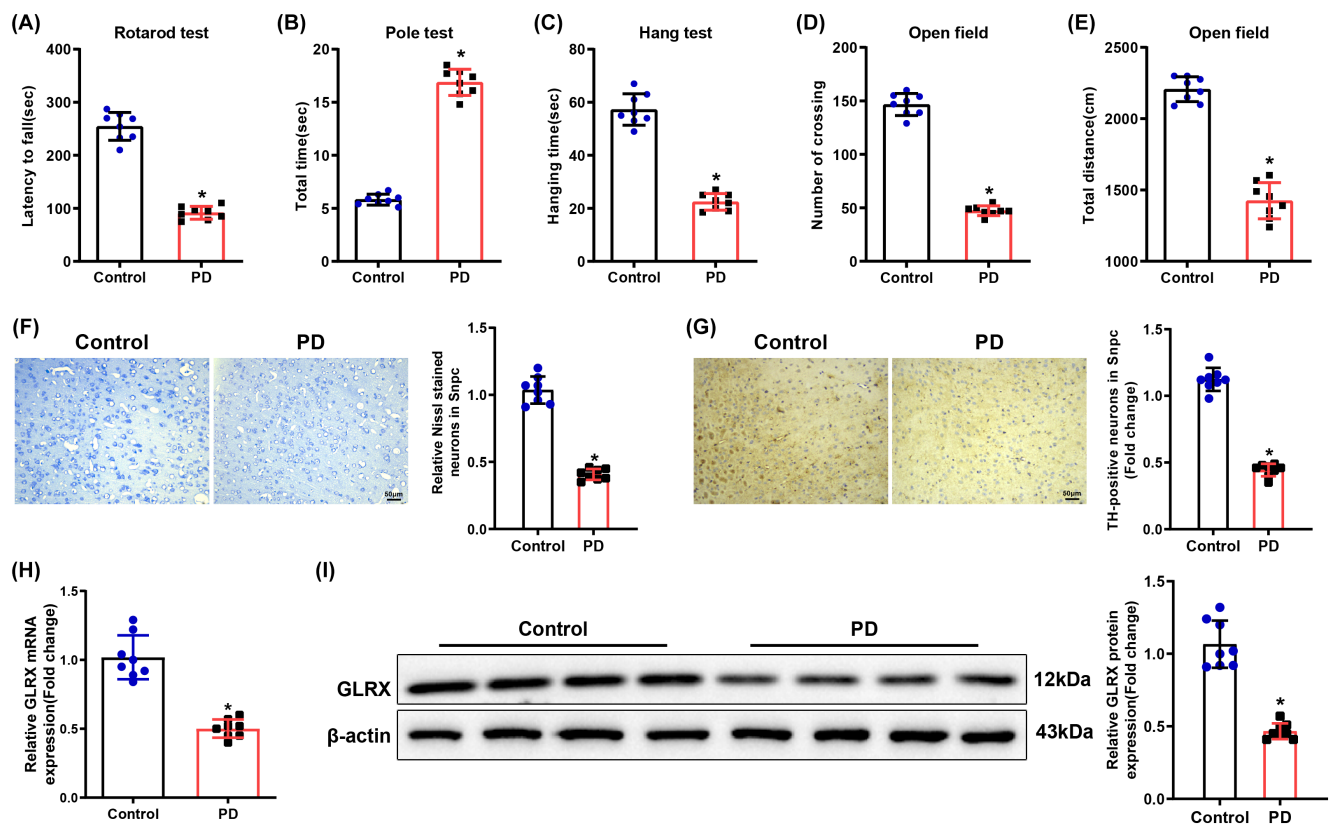 (A)
Rotarod test
Latency to fall(sec)
400
300
200
100
0
Control
PD
*
(B)
Pole test
Total time(sec)
20
15
10
5
0
Control
PD
*
(C)
Hang test
Hanging time(sec)
80
60
40
20
0
Control
PD
*
(D)
Open field
Number of crossing
200
150
100
50
0
Control
PD
*
(E)
Open field
Total distance(cm)
2500
2200
1800
1400
1000
Control
PD
*
(F)
Control
PD
50μm
Relative Nissl stained
neurons in Snpc
1.5
1.0
0.5
0.0
Control
PD
*
(G)
Control
PD
50μm
TH-positive neurons in Snpc
(Fold change)
1.5
1.0
0.5
0.0
Control
PD
*
(H)
Relative GLRX mRNA
expression(Fold change)
1.5
1.0
0.5
0.0
Control
PD
*
(I)
Control
PD
GLRX
12kDa
β-actin
43kDa
Relative GLRX protein
expression(Fold change)
1.5
1.0
0.5
0.0
Control
PD
*